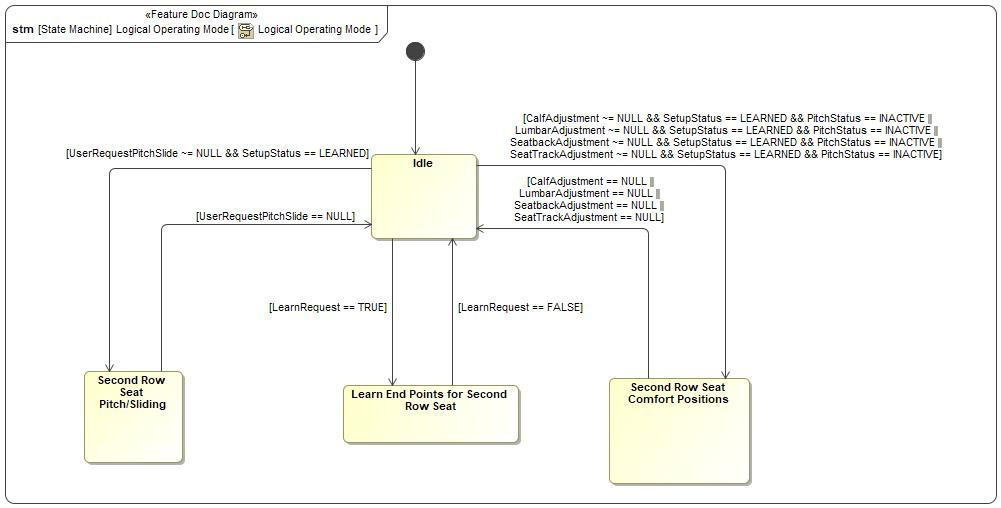 «Feature Doc Diagram»
stm [State Machine] Logical Operating Mode [ Logical Operating Mode ]
[CalfAdjustment ~= NULL && SetupStatus == LEARNED && PitchStatus == INACTIVE ||
LumbarAdjustment ~= NULL && SetupStatus == LEARNED && PitchStatus == INACTIVE ||
SeatbackAdjustment ~= NULL && SetupStatus == LEARNED && PitchStatus == INACTIVE ||
SeatTrackAdjustment ~= NULL && SetupStatus == LEARNED && PitchStatus == INACTIVE]
[UserRequestPitchSlide ~= NULL && SetupStatus == LEARNED]
Idle
[CalfAdjustment == NULL ||
LumbarAdjustment == NULL ||
SeatbackAdjustment == NULL ||
SeatTrackAdjustment == NULL]
[UserRequestPitchSlide == NULL]
[LearnRequest == TRUE]
[LearnRequest == FALSE]
Second Row
Seat
Pitch/Sliding
Learn End Points for Second
Row Seat
Second Row Seat
Comfort Positions